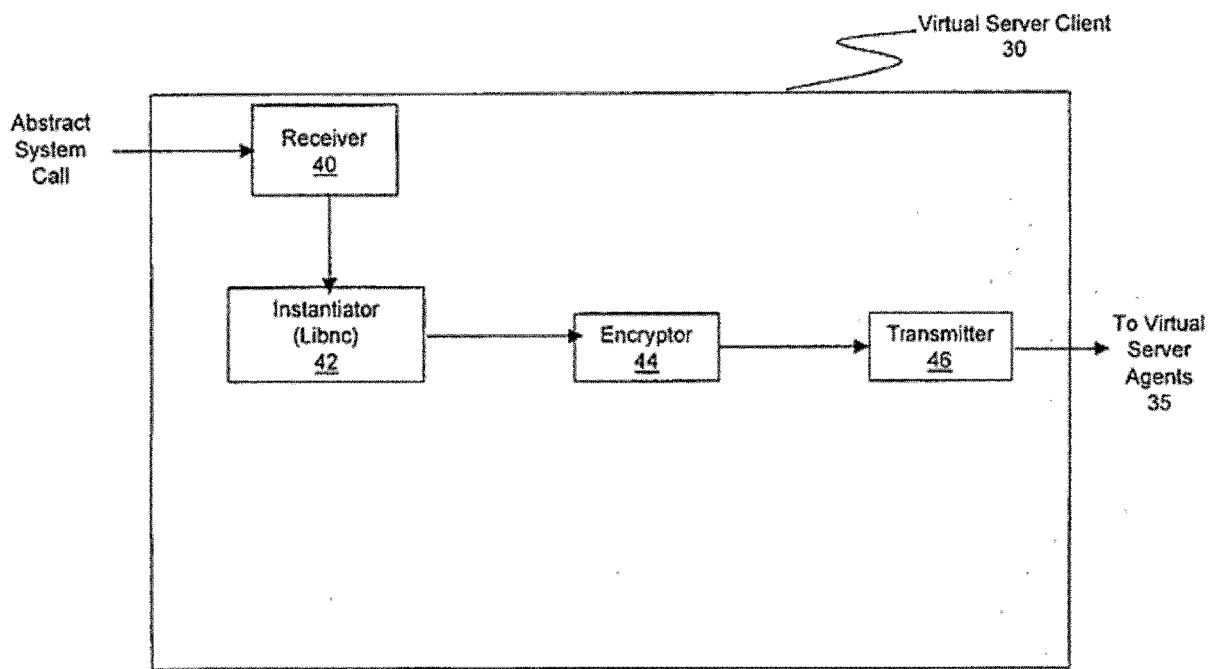 Virtual Server Client
30
Abstract
System
Call
Receiver
40
Instantiator
(Libnc)
42
Encryptor
44
Transmitter
46
To Virtual
Server
Agents
35